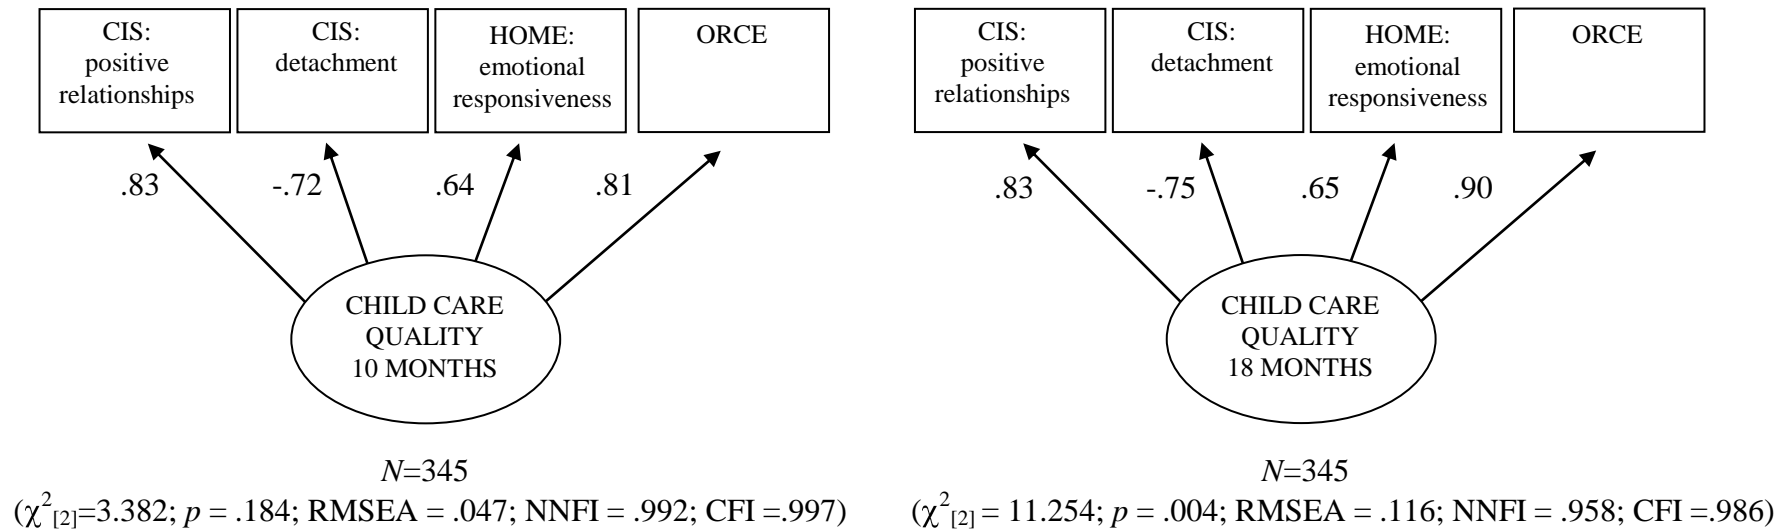 CIS:
positive
relationships
CIS:
detachment
HOME:
emotional
responsiveness
ORCE
.83
-.72
.64
.81
CHILD CARE
QUALITY
10 MONTHS
N=345
(χ²[2]=3.382; p = .184; RMSEA = .047; NNFI = .992; CFI =.997)
CIS:
positive
relationships
CIS:
detachment
HOME:
emotional
responsiveness
ORCE
.83
-.75
.65
.90
CHILD CARE
QUALITY
18 MONTHS
N=345
(χ²[2] = 11.254; p = .004; RMSEA = .116; NNFI = .958; CFI =.986)